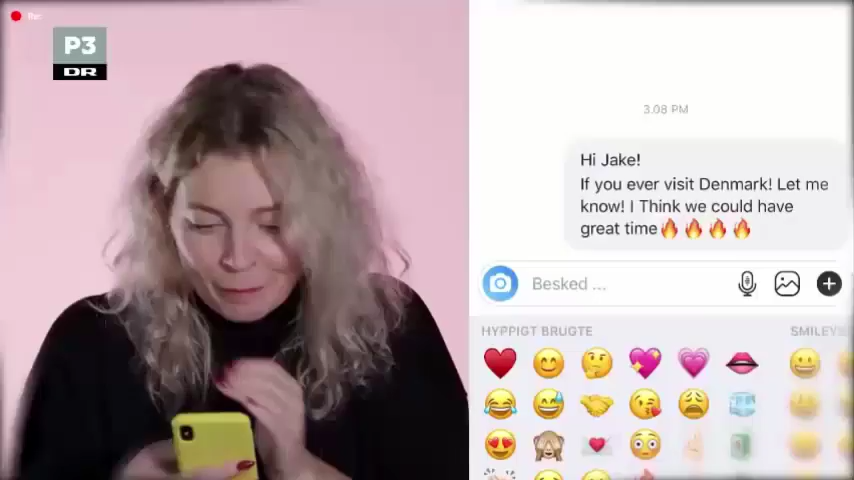 P3
DR
3.08 PM
Hi Jake!
If you ever visit Denmark! Let me
know! I Think we could have
great time🔥🔥🔥🔥
Besked ...
HYPPIGT BRUGTE